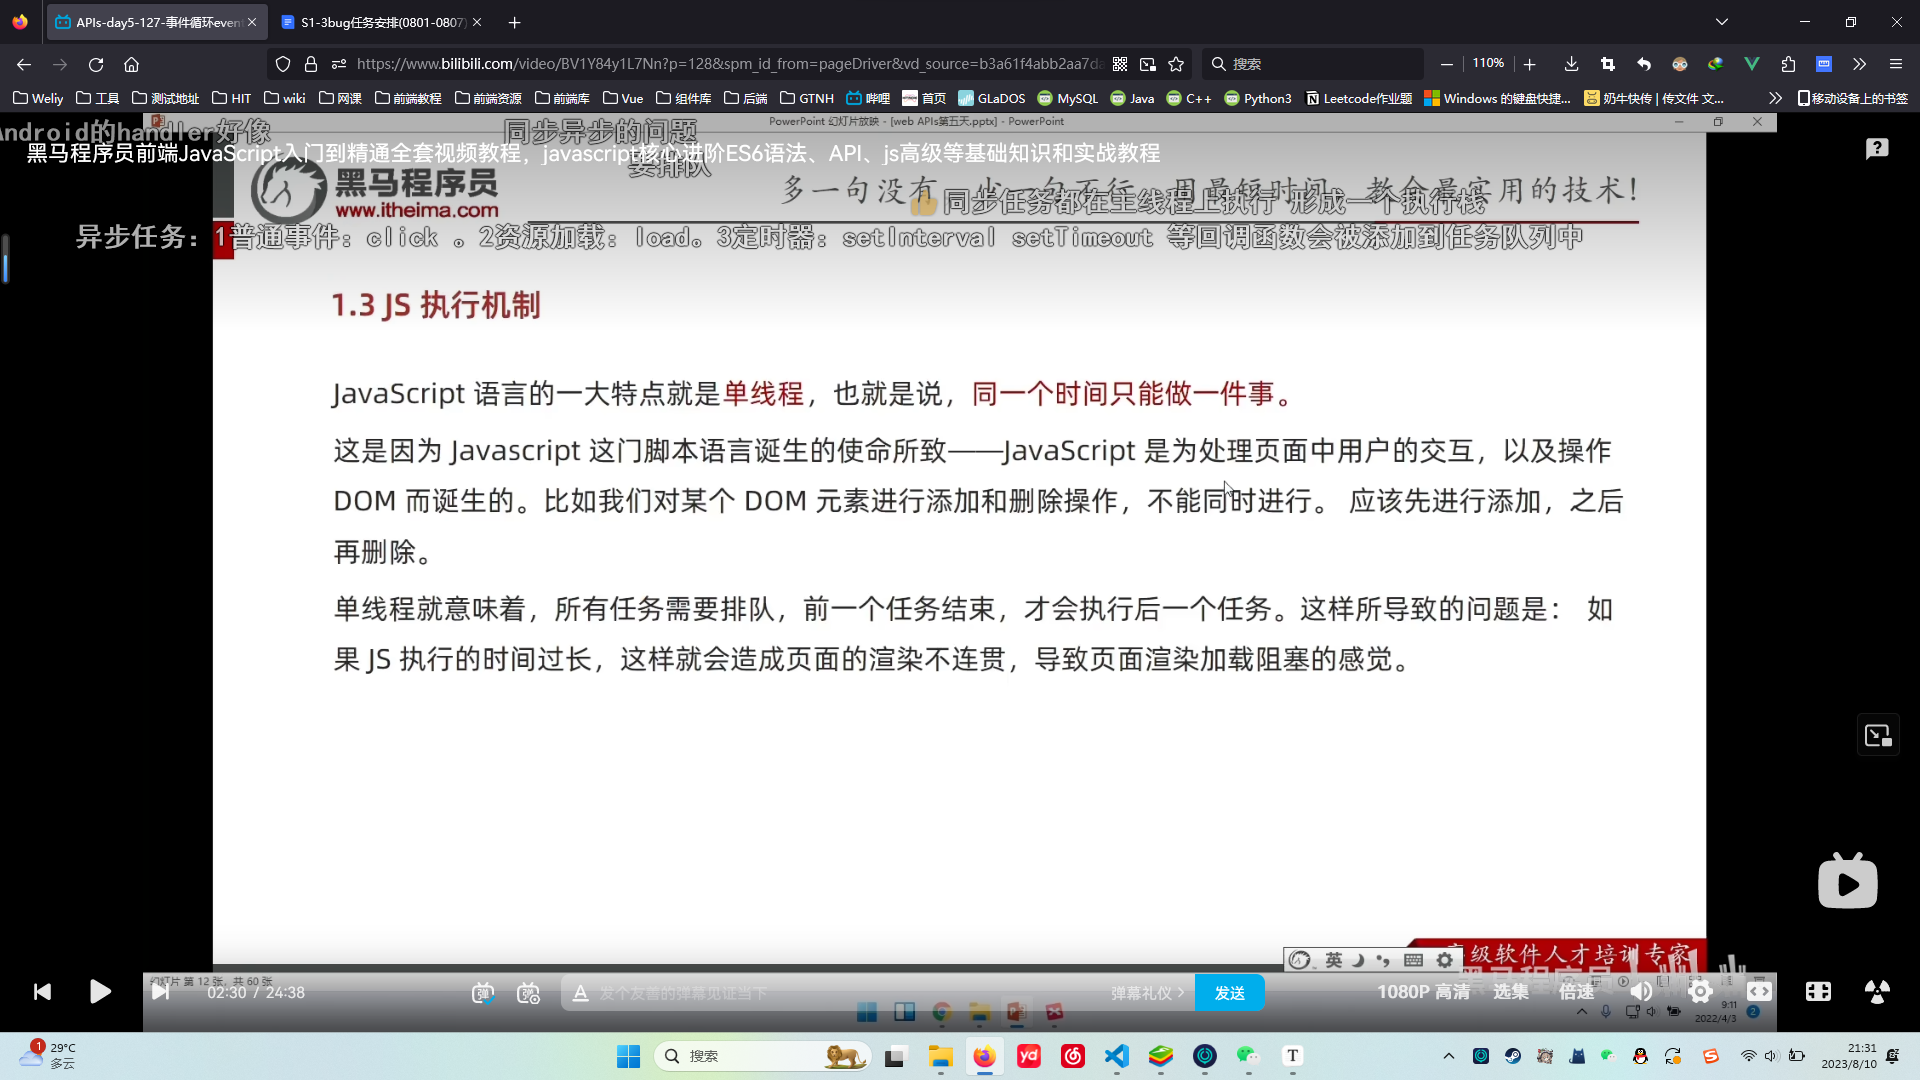 APIs-day5-127-事件循环even
S1-3bug任务安排(0801-0807)
https://www.bilibili.com/video/BV1Y84y1L7Nn?p=128&spm_id_from=pageDriver&vd_source=b3a61f4abb2aa7da
110%
搜索
Weliy 工具 测试地址 HIT wiki 网课 前端教程 前端资源 前端库 Vue 组件库 后端 GTNH 哔哩 首页 GLaDOS MySQL Java C++ Python3 Leetcode作业题 Windows 的键盘快捷... 奶牛快传 | 传文件 文... 移动设备上的书签
PowerPoint 幻灯片放映 - [web APIs第五天.pptx] - PowerPoint
Android的handler好像
同步异步的问题
黑马程序员前端JavaScript入门到精通全套视频教程，javascript核心进阶ES6语法、API、js高级等基础知识和实战教程
要排队
黑马程序员
www.itheima.com
多一句没有，少一句不行，用最短时间，教会最实用的技术！
同步任务都在主线程上执行 形成一个执行栈
异步任务：1普通事件：click 。2资源加载：load。3定时器：setInterval setTimeout 等回调函数会被添加到任务队列中
1.3 JS 执行机制
JavaScript 语言的一大特点就是单线程，也就是说，同一个时间只能做一件事。
这是因为 Javascript 这门脚本语言诞生的使命所致——JavaScript 是为处理页面中用户的交互，以及操作
DOM 而诞生的。比如我们对某个 DOM 元素进行添加和删除操作，不能同时进行。 应该先进行添加，之后
再删除。
单线程就意味着，所有任务需要排队，前一个任务结束，才会执行后一个任务。这样所导致的问题是： 如
果 JS 执行的时间过长，这样就会造成页面的渲染不连贯，导致页面渲染加载阻塞的感觉。
高级软件人才培训专家
英
黑马程序员
幻灯片 第 12 张，共 60 张
02:30 / 24:38
弹
弹
A 发个友善的弹幕见证当下
弹幕礼仪
发送
1080P 高清 选集 倍速
9:11
2022/4/3
2
1
29°C
多云
搜索
yd
T
21:31
2023/8/10